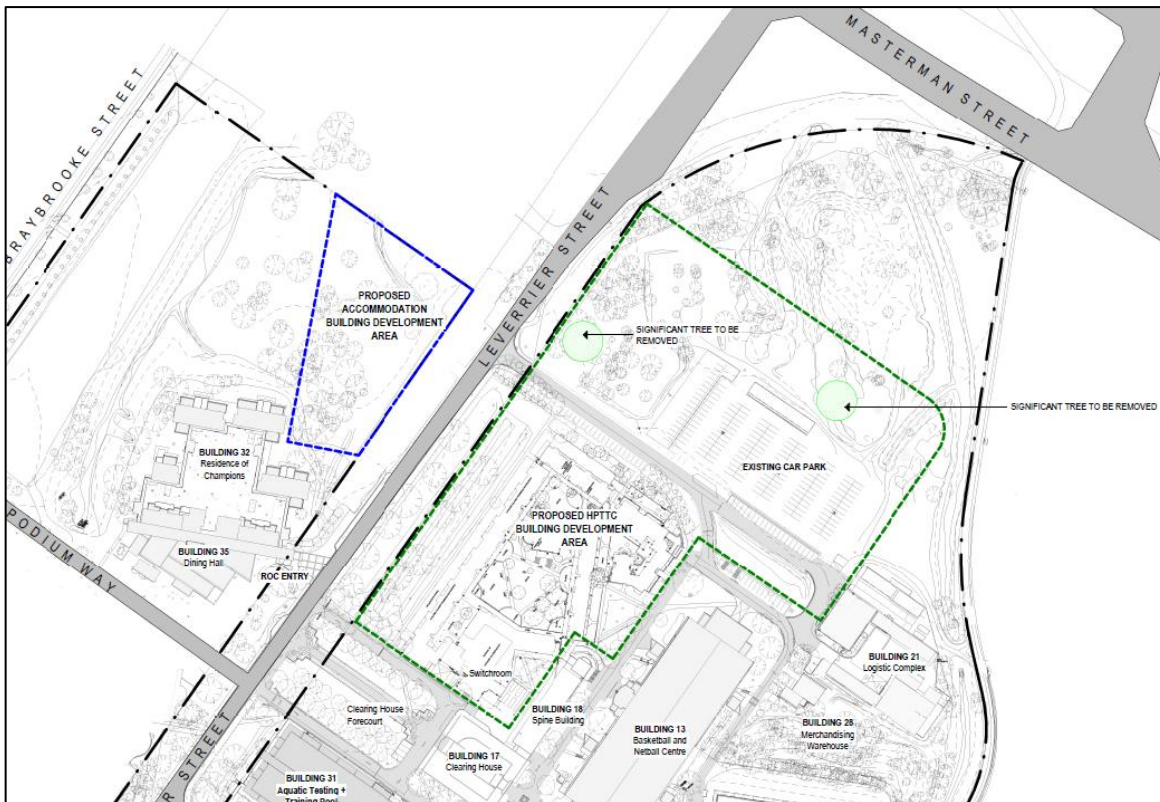 MASTERMAN STREET
BRAYBROOKE STREET
LEVERRIER STREET
PROPOSED
ACCOMMODATION
BUILDING DEVELOPMENT
AREA
SIGNIFICANT TREE TO BE
REMOVED
SIGNIFICANT TREE TO BE REMOVED
EXISTING CAR PARK
BUILDING 32
Residence of
Champions
PROPOSED HPTTC
BUILDING DEVELOPMENT
AREA
PODIUM WAY
BUILDING 35
Dining Hall
ROC ENTRY
BUILDING 21
Logistic Complex
Switchroom
Clearing House
Forecourt
BUILDING 18
Spine Building
BUILDING 13
Basketball and
Netball Centre
BUILDING 28
Merchandising
Warehouse
BUILDING 17
Clearing House
R STREET
BUILDING 31
Aquatic Testing +
Training Pool